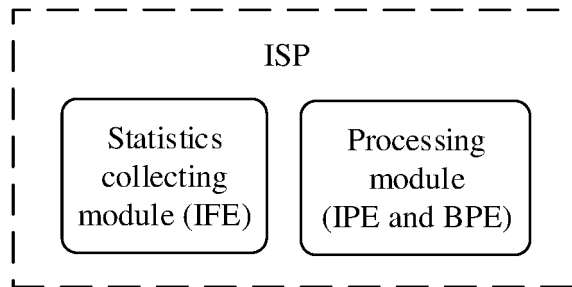 ISP
Statistics
collecting
module (IFE)
Processing
module
(IPE and BPE)